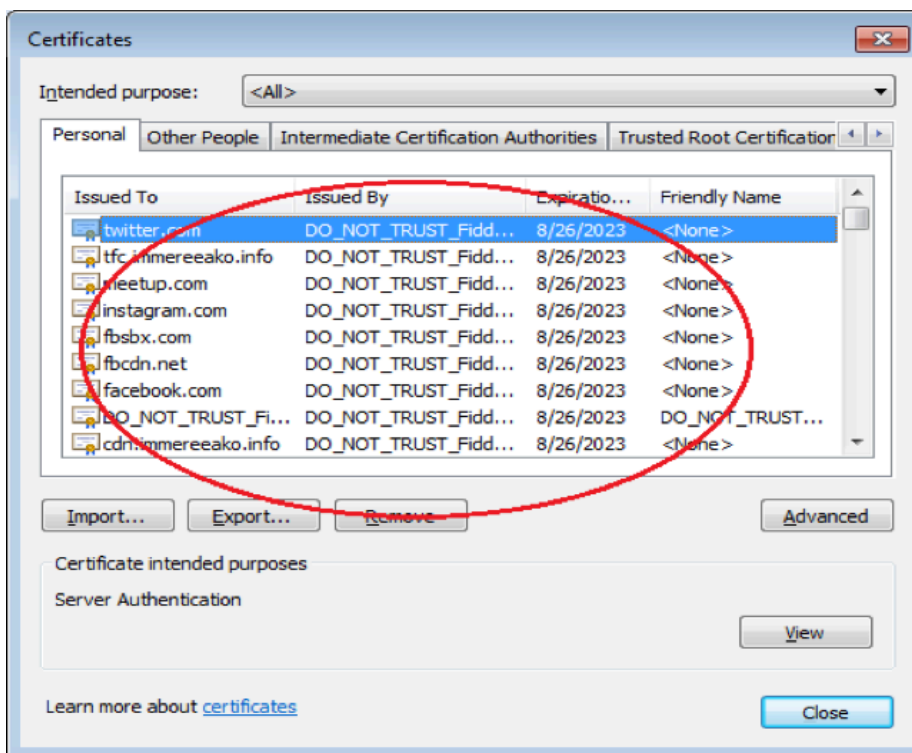 Certificates
Intended purpose: <All>
Personal Other People Intermediate Certification Authorities Trusted Root Certification
Issued To Issued By Expiratio... Friendly Name
twitter.com DO_NOT_TRUST_Fidd... 8/26/2023 <None>
tfc.immereeako.info DO_NOT_TRUST_Fidd... 8/26/2023 <None>
meetup.com DO_NOT_TRUST_Fidd... 8/26/2023 <None>
instagram.com DO_NOT_TRUST_Fidd... 8/26/2023 <None>
fbsbx.com DO_NOT_TRUST_Fidd... 8/26/2023 <None>
fbcdn.net DO_NOT_TRUST_Fidd... 8/26/2023 <None>
facebook.com DO_NOT_TRUST_Fidd... 8/26/2023 <None>
DO_NOT_TRUST_Fi... DO_NOT_TRUST_Fidd... 8/26/2023 DO_NOT_TRUST...
cdn.immereeako.info DO_NOT_TRUST_Fidd... 8/26/2023 <None>
Import... Export... Remove Advanced
Certificate intended purposes
Server Authentication
View
Learn more about certificates
Close